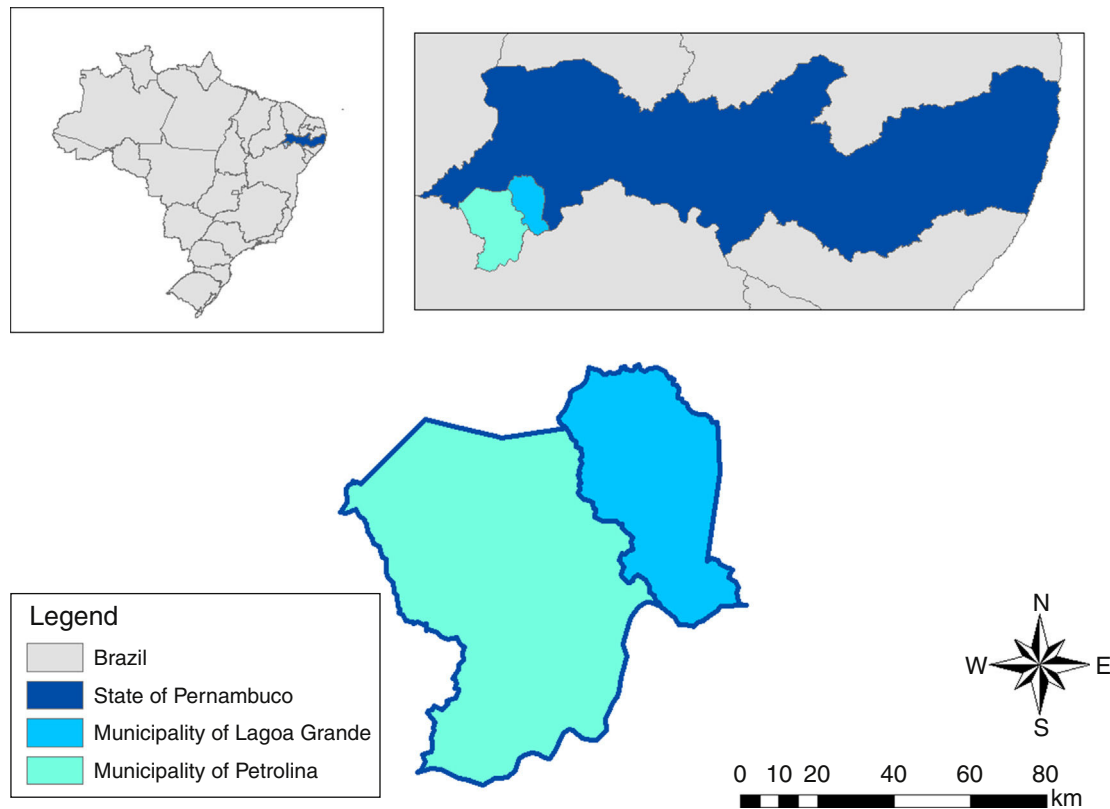 Legend
Brazil
State of Pernambuco
Municipality of Lagoa Grande
Municipality of Petrolina
N
W E
S
0 10 20 40 60 80
km